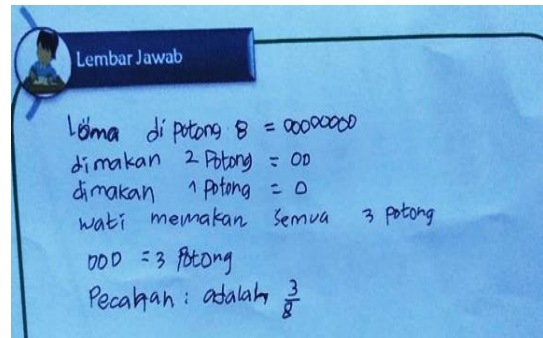 Lembar Jawab
Loma di potong 8 = 00000000
dimakan 2 Potong = 00
dimakan 1 potong = 0
wati memakan semua 3 potong
000 = 3 Potong
Pecahan : adalah 3/8